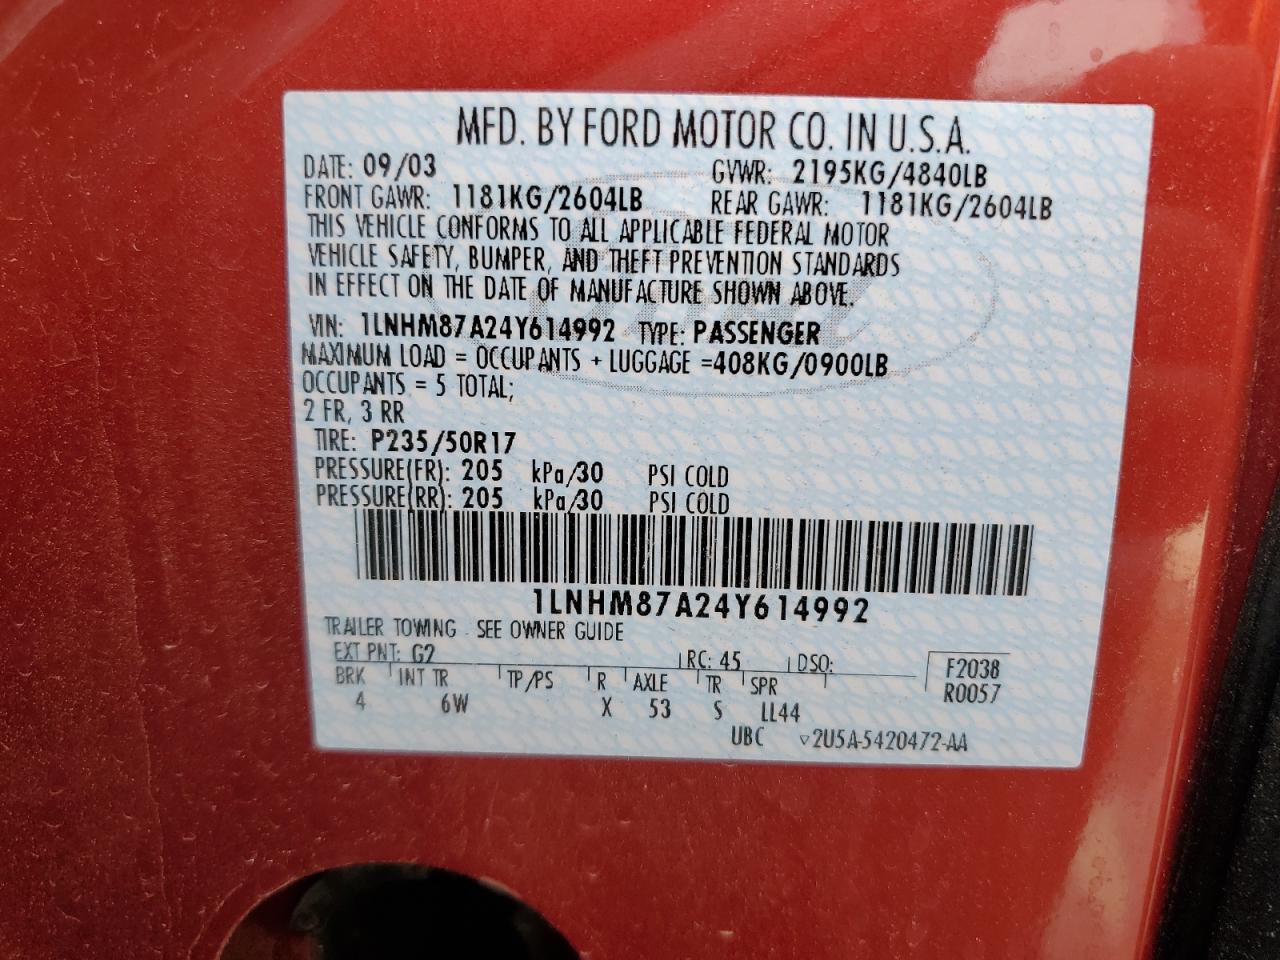 MFD. BY FORD MOTOR CO. IN U.S.A.
DATE: 09/03 GVWR: 2195KG/4840LB
FRONT GAWR: 1181KG/2604LB REAR GAWR: 1181KG/2604LB
THIS VEHICLE CONFORMS TO ALL APPLICABLE FEDERAL MOTOR
VEHICLE SAFETY, BUMPER, AND THEFT PREVENTION STANDARDS
IN EFFECT ON THE DATE OF MANUFACTURE SHOWN ABOVE.
VIN: 1LNHM87A24Y614992 TYPE: PASSENGER
MAXIMUM LOAD = OCCUPANTS + LUGGAGE =408KG/0900LB
OCCUPANTS = 5 TOTAL;
2 FR, 3 RR
TIRE: P235/50R17
PRESSURE(FR): 205 kPa/30 PSI COLD
PRESSURE(RR): 205 kPa/30 PSI COLD
1LNHM87A24Y614992
TRAILER TOWING - SEE OWNER GUIDE
EXT PNT: G2 RC: 45 DSO: F2038
BRK INT TR TP/PS R AXLE TR SPR R0057
4 6W X 53 S LL44
UBC ▽2U5A-5420472-AA